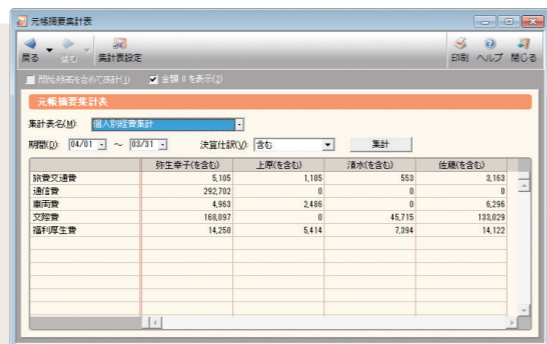 元帳摘要集計表
戻る 進む 集計表設定 印刷 ヘルプ 閉じる
開始残高を含めて集計(1) 金額 0 を表示(2)
元帳摘要集計表
集計表名(M): 個人別経費集計
期間(D): 04/01 ～ 03/31 決算仕訳(V): 含む 集計
弥生幸子(を含む) 上原(を含む) 清水(を含む) 佐藤(を含む)
旅費交通費 5,105 1,105 553 3,163
通信費 292,702 0 0 0
車両費 4,963 2,486 0 6,296
交際費 168,097 0 45,715 133,029
福利厚生費 14,250 5,414 7,394 14,122